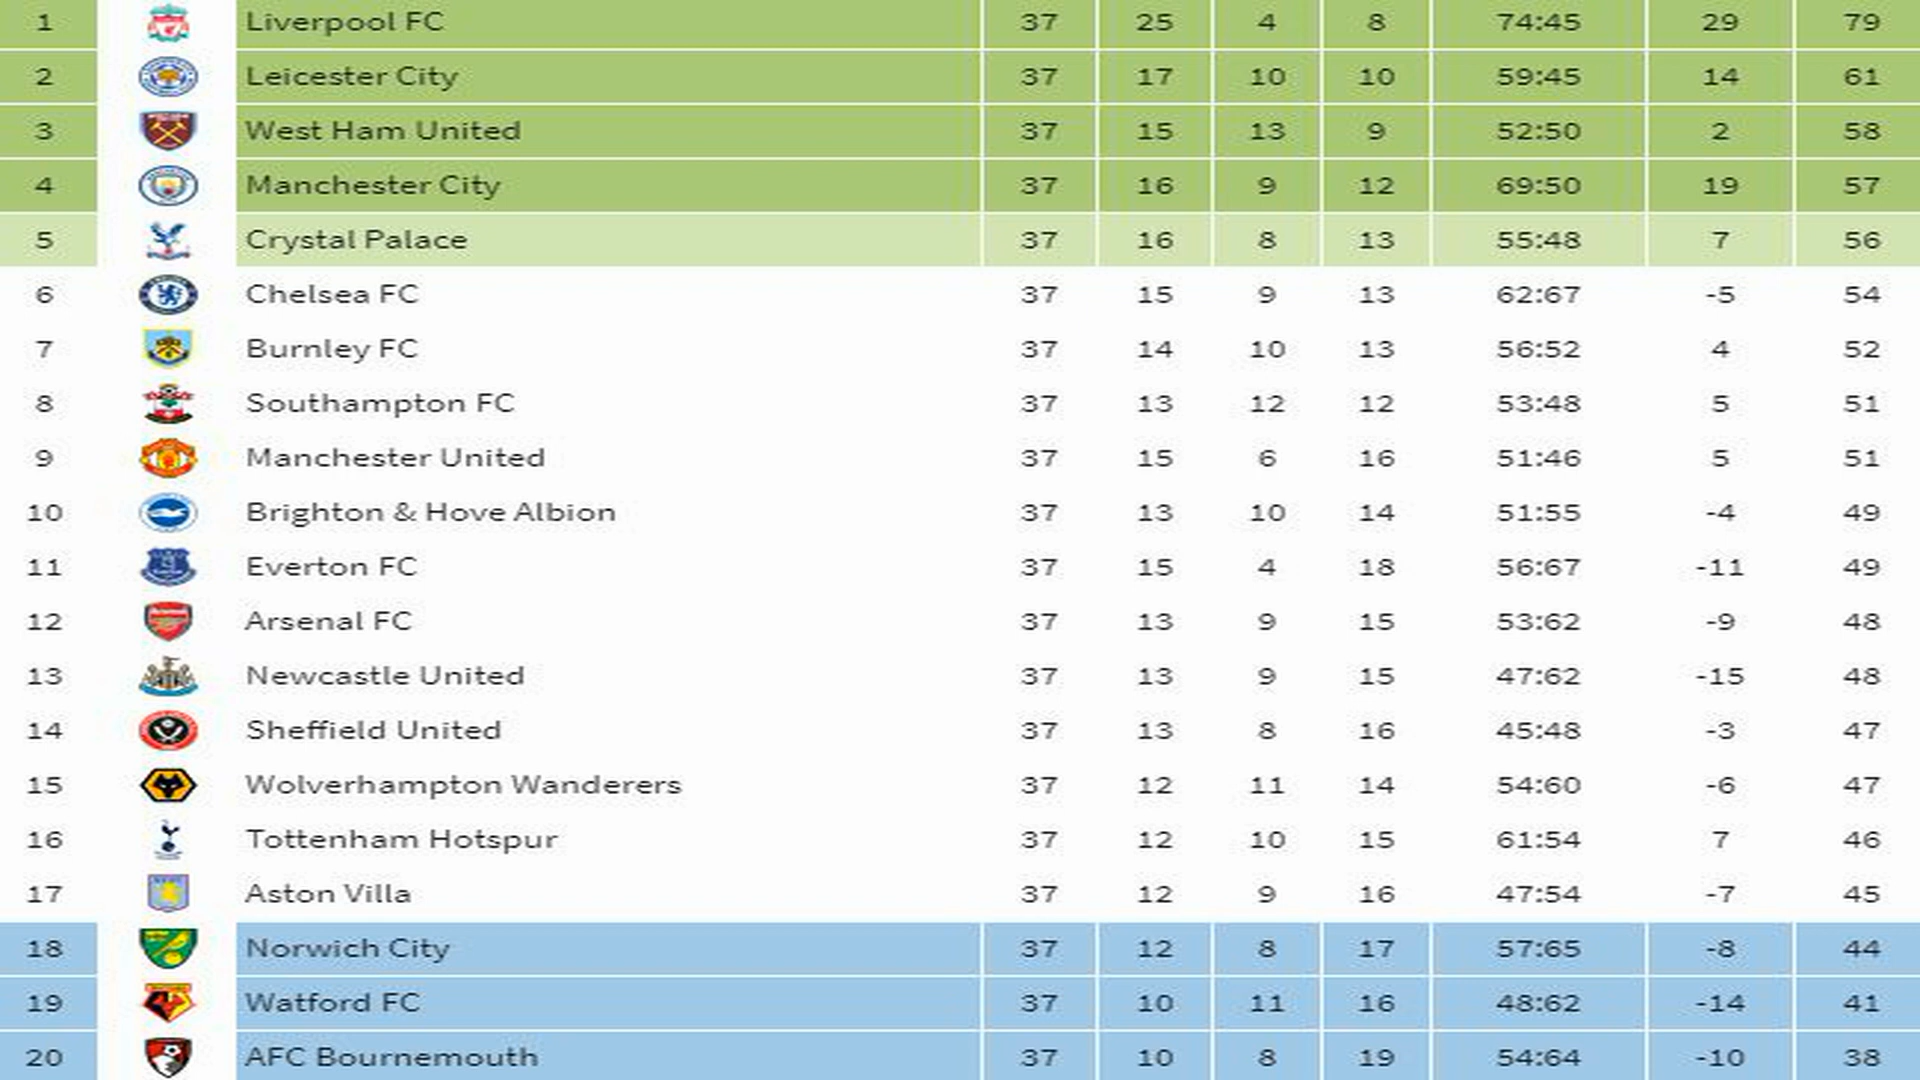 1 Liverpool FC 37 25 4 8 74:45 29 79
2 Leicester City 37 17 10 10 59:45 14 61
3 West Ham United 37 15 13 9 52:50 2 58
4 Manchester City 37 16 9 12 69:50 19 57
5 Crystal Palace 37 16 8 13 55:48 7 56
6 Chelsea FC 37 15 9 13 62:67 -5 54
7 Burnley FC 37 14 10 13 56:52 4 52
8 Southampton FC 37 13 12 12 53:48 5 51
9 Manchester United 37 15 6 16 51:46 5 51
10 Brighton & Hove Albion 37 13 10 14 51:55 -4 49
11 Everton FC 37 15 4 18 56:67 -11 49
12 Arsenal FC 37 13 9 15 53:62 -9 48
13 Newcastle United 37 13 9 15 47:62 -15 48
14 Sheffield United 37 13 8 16 45:48 -3 47
15 Wolverhampton Wanderers 37 12 11 14 54:60 -6 47
16 Tottenham Hotspur 37 12 10 15 61:54 7 46
17 Aston Villa 37 12 9 16 47:54 -7 45
18 Norwich City 37 12 8 17 57:65 -8 44
19 Watford FC 37 10 11 16 48:62 -14 41
20 AFC Bournemouth 37 10 8 19 54:64 -10 38